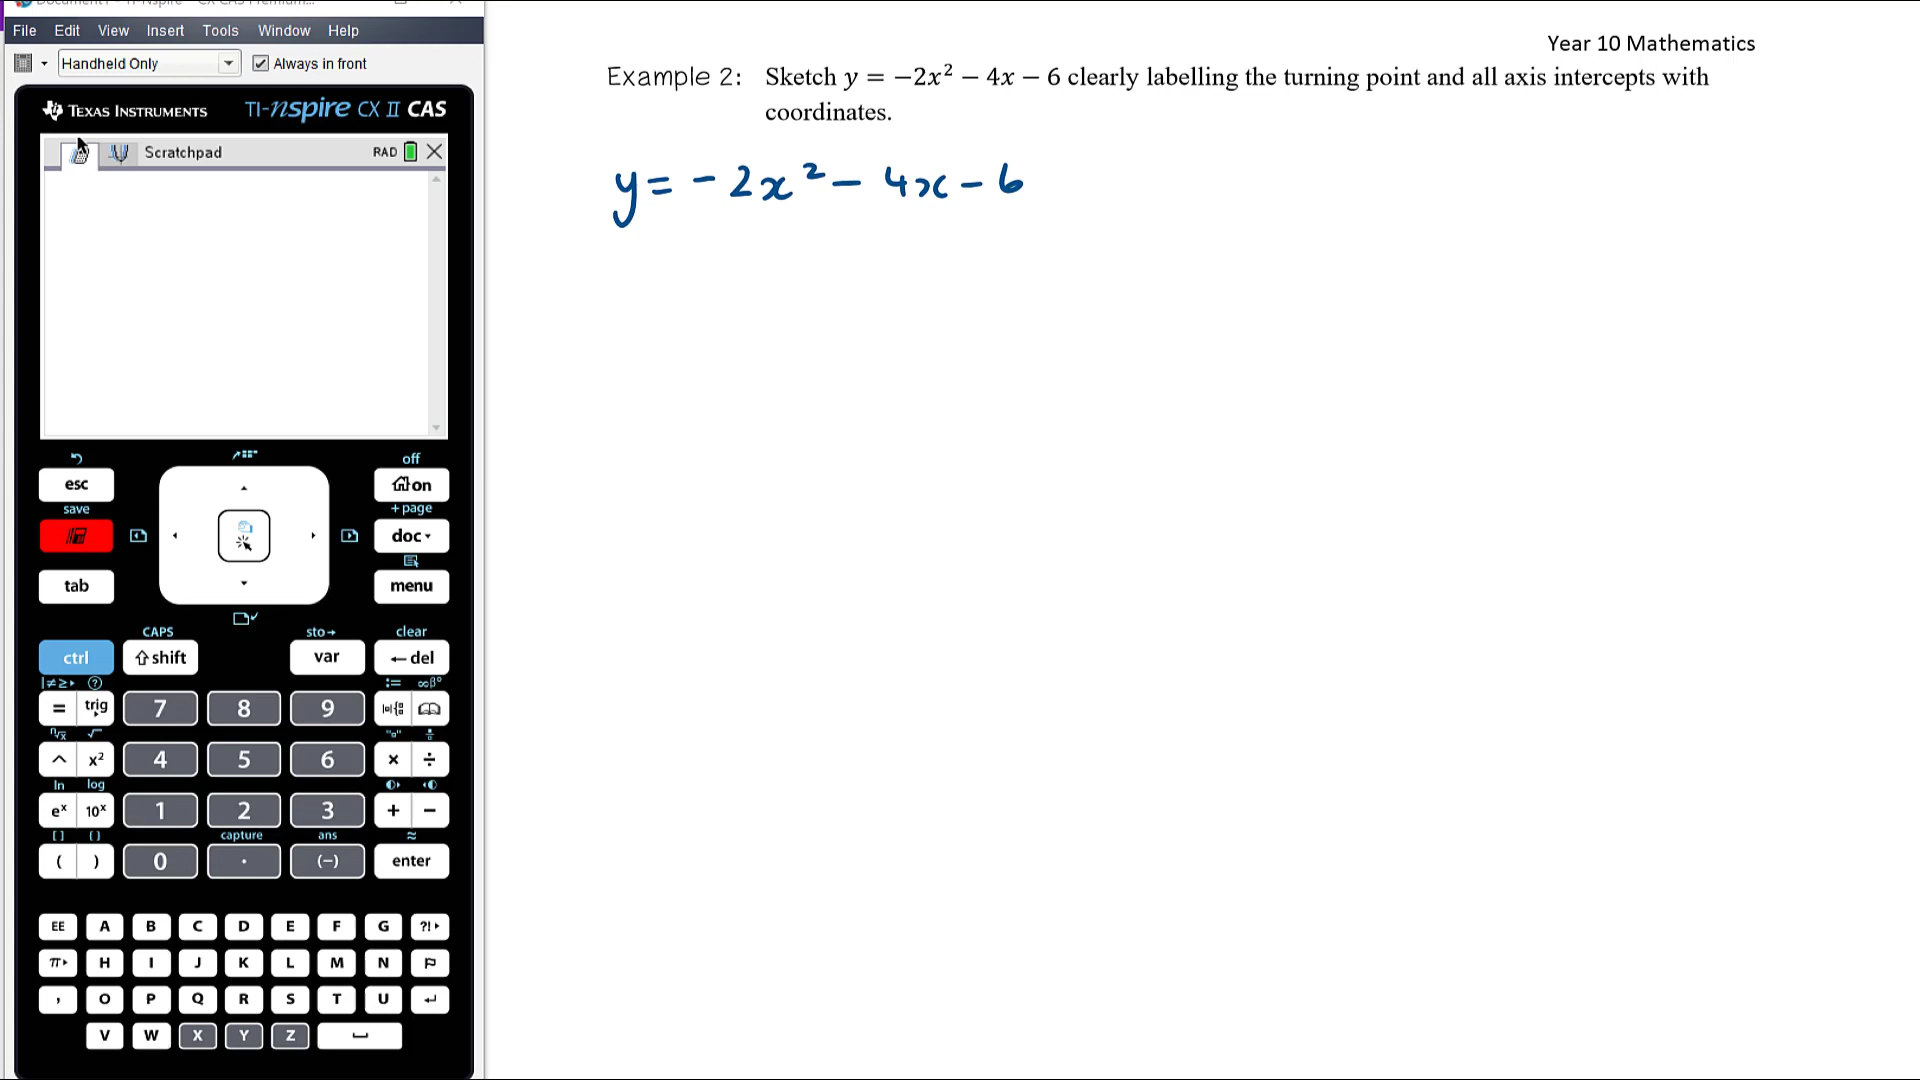 File Edit View Insert Tools Window Help
Handheld Only Always in front
Year 10 Mathematics
Example 2: Sketch y = −2x² − 4x − 6 clearly labelling the turning point and all axis intercepts with
coordinates.
y = - 2x² - 4x - 6
TEXAS INSTRUMENTS TI-nspire CX II CAS
Scratchpad RAD
off
esc on
save + page
doc
tab menu
CAPS sto→ clear
ctrl shift var ←del
|≠≥▸ ? := ∞β°
= trig 7 8 9
ⁿ√x √
^ x² 4 5 6 × ÷
ln log
eˣ 10ˣ 1 2 3 + −
[ ] { } capture ans ≈
( ) 0 . (−) enter
EE A B C D E F G ?!▸
π▸ H I J K L M N
, O P Q R S T U ↵
V W X Y Z